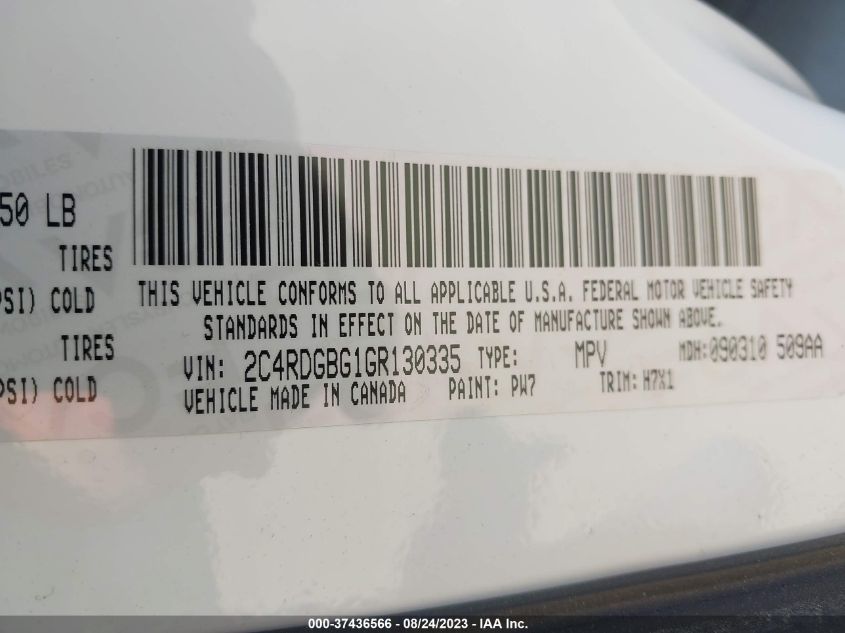 50 LB
TIRES
PSI) COLD
TIRES
PSI) COLD
THIS VEHICLE CONFORMS TO ALL APPLICABLE U.S.A. FEDERAL MOTOR VEHICLE SAFETY
STANDARDS IN EFFECT ON THE DATE OF MANUFACTURE SHOWN ABOVE.
VIN: 2C4RDGBG1GR130335 TYPE: MPV MDH:090310 509AA
VEHICLE MADE IN CANADA PAINT: PW7 TRIM: H7X1
000-37436566 - 08/24/2023 - IAA Inc.